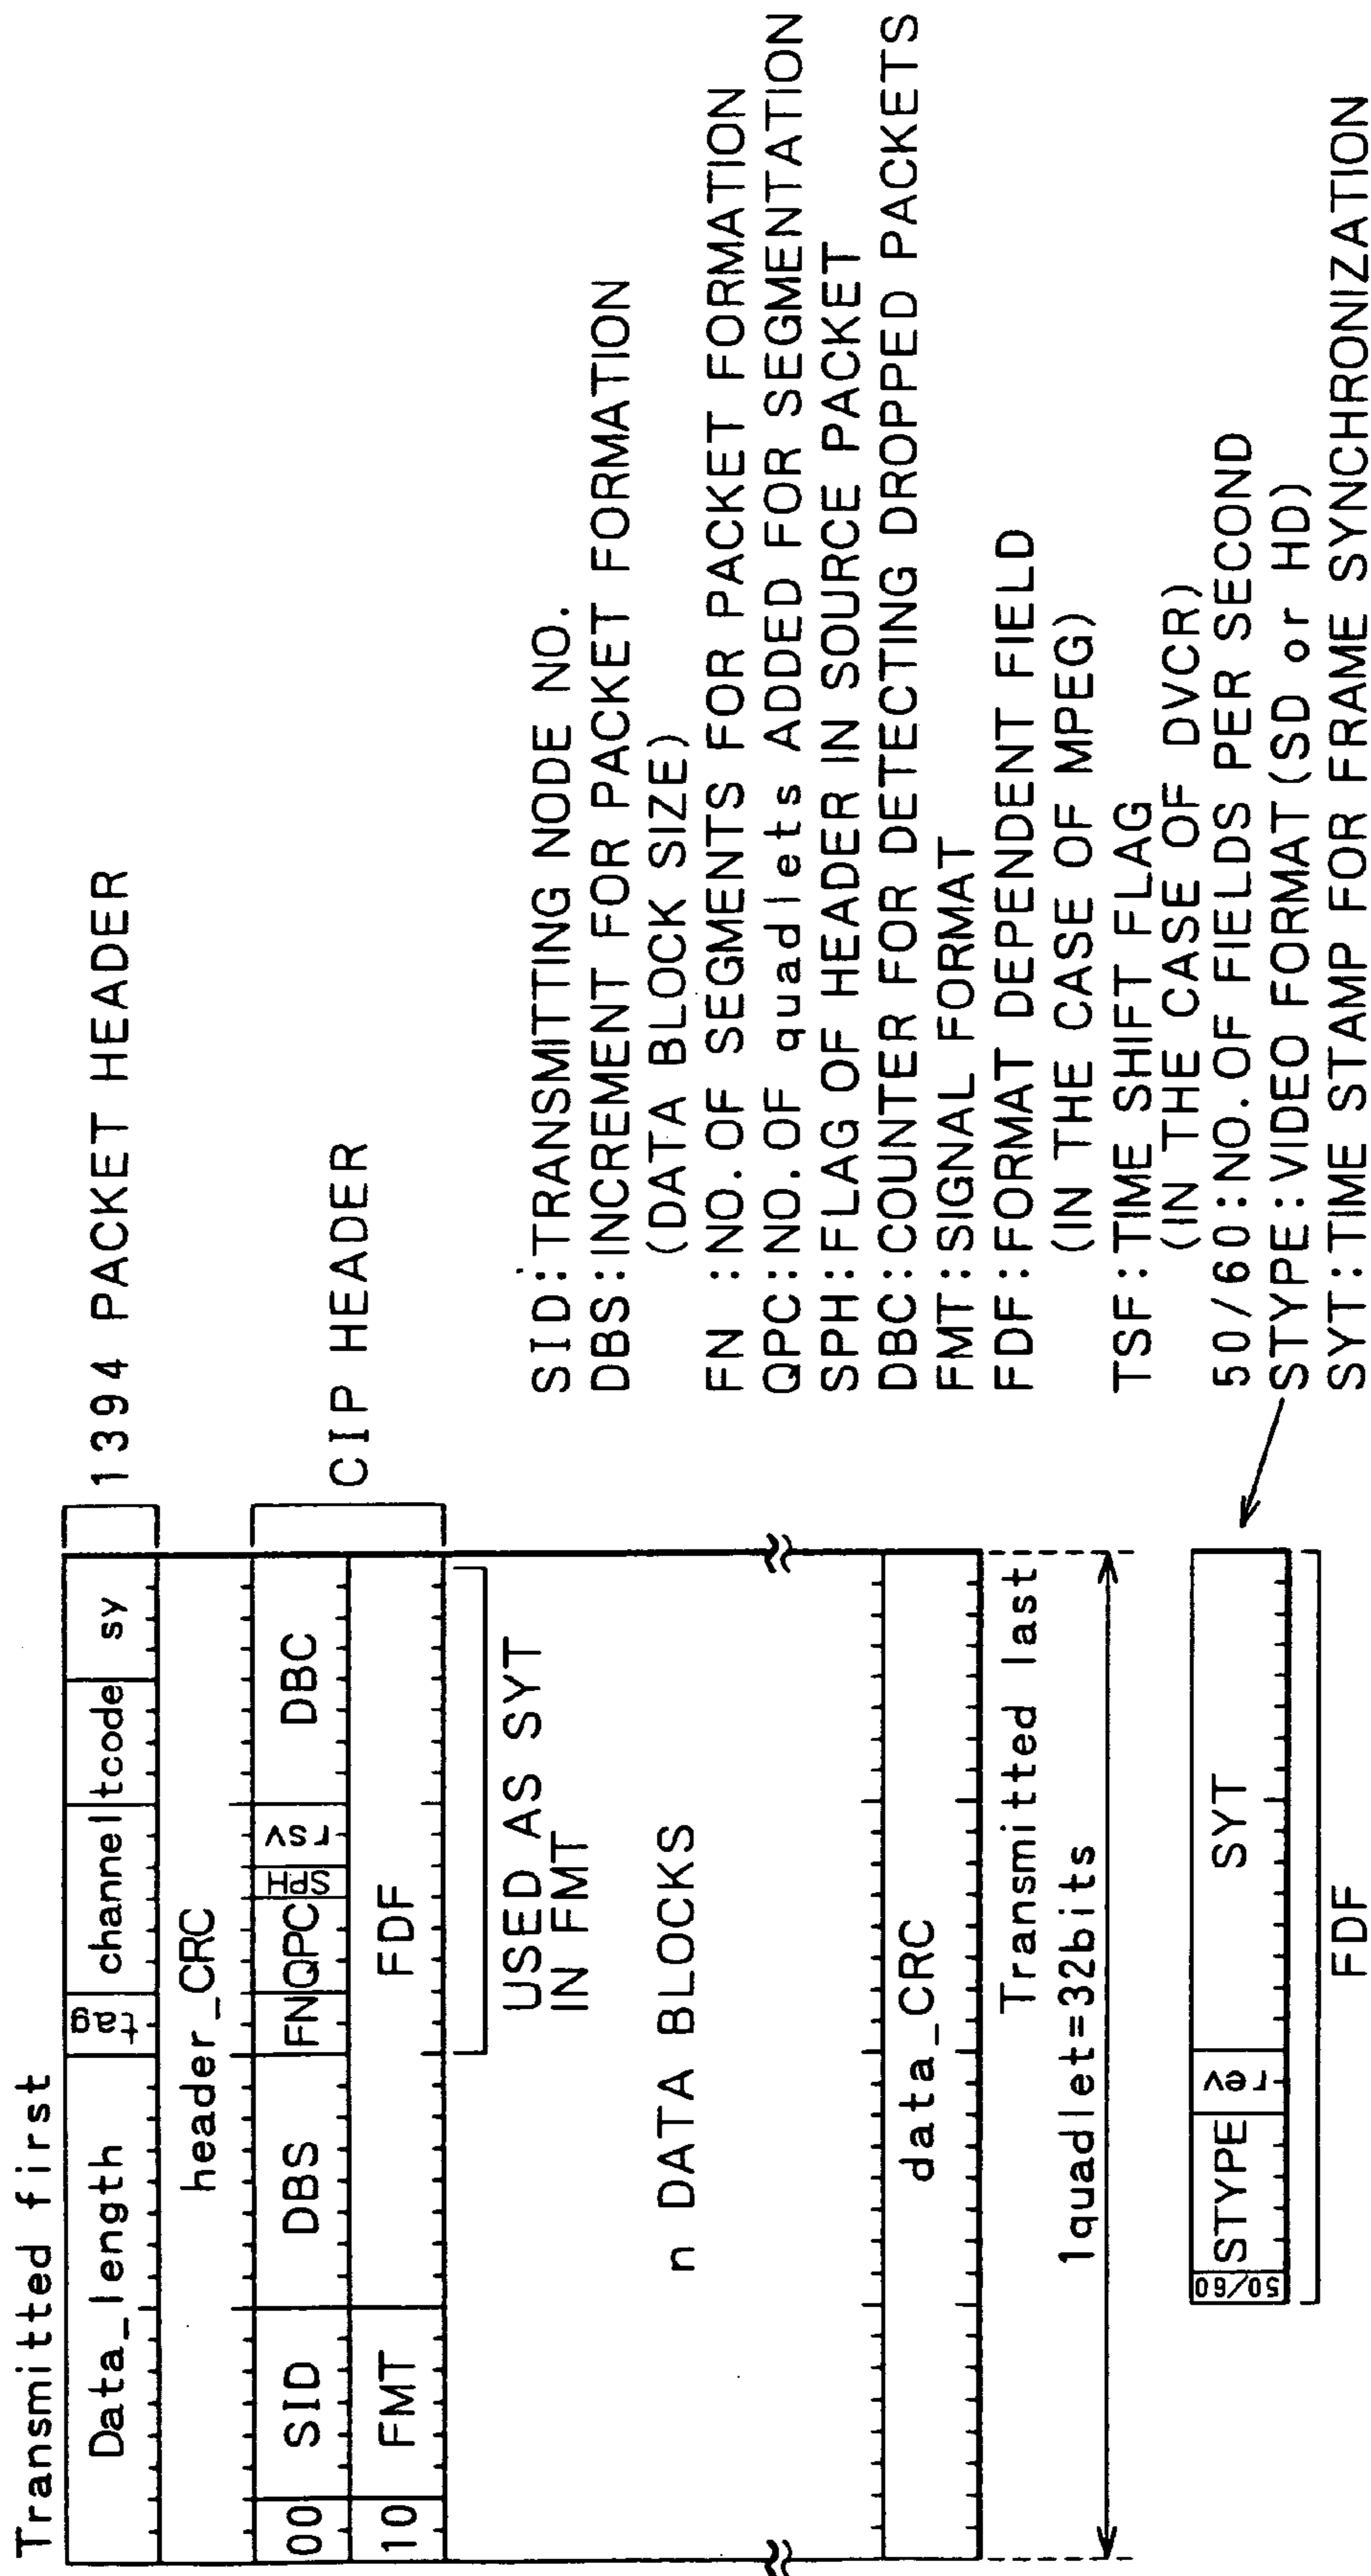 Transmitted first
Data_length tag channel tcode sy
1394 PACKET HEADER
header_CRC
00 SID DBS FN QPC SPH rsv DBC
10 FMT FDF
CIP HEADER
USED AS SYT
IN FMT
n DATA BLOCKS
data_CRC
Transmitted last
1quadlet=32bits
50/60 STYPE rev SYT
FDF
SID:TRANSMITTING NODE NO.
DBS:INCREMENT FOR PACKET FORMATION
(DATA BLOCK SIZE)
FN :NO.OF SEGMENTS FOR PACKET FORMATION
QPC:NO.OF quadlets ADDED FOR SEGMENTATION
SPH:FLAG OF HEADER IN SOURCE PACKET
DBC:COUNTER FOR DETECTING DROPPED PACKETS
FMT:SIGNAL FORMAT
FDF:FORMAT DEPENDENT FIELD
(IN THE CASE OF MPEG)
TSF:TIME SHIFT FLAG
(IN THE CASE OF DVCR)
50/60:NO.OF FIELDS PER SECOND
STYPE:VIDEO FORMAT(SD or HD)
SYT:TIME STAMP FOR FRAME SYNCHRONIZATION